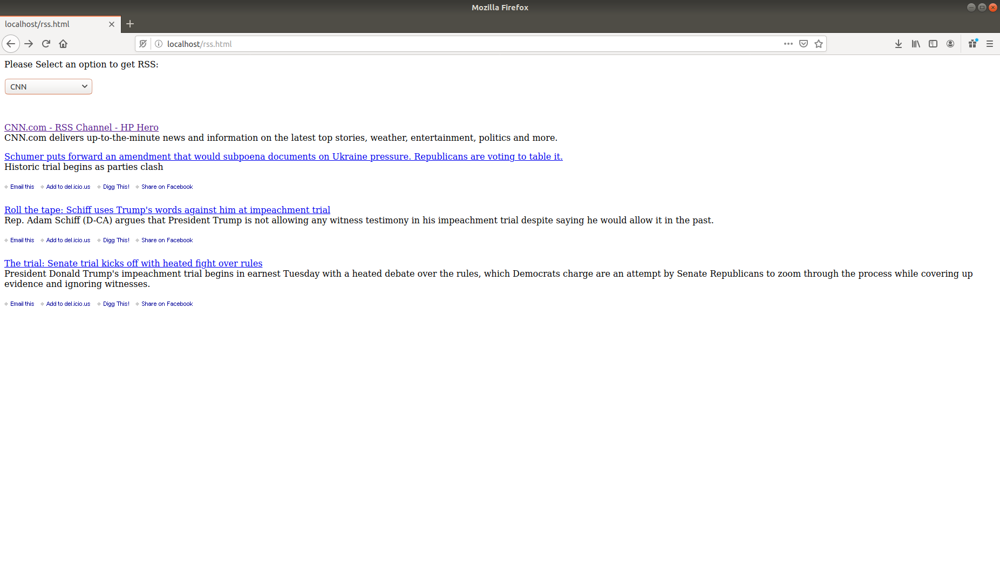 Mozilla Firefox
localhost/rss.html
localhost/rss.html
Please Select an option to get RSS:
CNN
CNN.com - RSS Channel - HP Hero
CNN.com delivers up-to-the-minute news and information on the latest top stories, weather, entertainment, politics and more.
Schumer puts forward an amendment that would subpoena documents on Ukraine pressure. Republicans are voting to table it.
Historic trial begins as parties clash
Email this Add to del.icio.us Digg This! Share on Facebook
Roll the tape: Schiff uses Trump's words against him at impeachment trial
Rep. Adam Schiff (D-CA) argues that President Trump is not allowing any witness testimony in his impeachment trial despite saying he would allow it in the past.
Email this Add to del.icio.us Digg This! Share on Facebook
The trial: Senate trial kicks off with heated fight over rules
President Donald Trump's impeachment trial begins in earnest Tuesday with a heated debate over the rules, which Democrats charge are an attempt by Senate Republicans to zoom through the process while covering up
evidence and ignoring witnesses.
Email this Add to del.icio.us Digg This! Share on Facebook